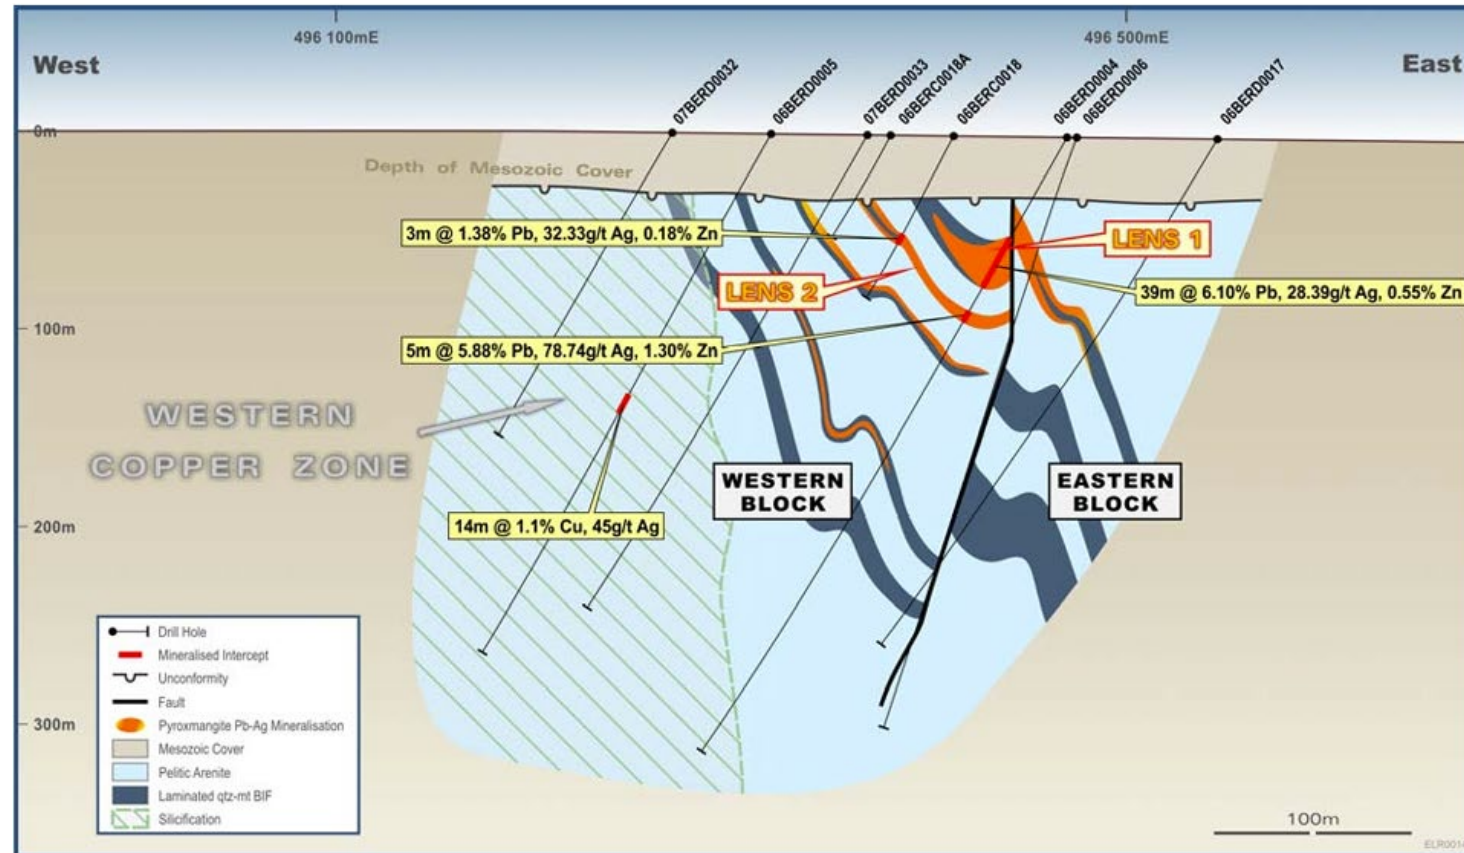 496 100mE
496 500mE
West
East
07BERD0032
06BERD0005
07BERD0033
06BERC0018A
06BERC0018
06BERD0004
06BERD0006
06BERD0017
0m
Depth of Mesozoic Cover
3m @ 1.38% Pb, 32.33g/t Ag, 0.18% Zn
LENS 1
LENS 2
39m @ 6.10% Pb, 28.39g/t Ag, 0.55% Zn
100m
5m @ 5.88% Pb, 78.74g/t Ag, 1.30% Zn
WESTERN
COPPER ZONE
WESTERN
BLOCK
EASTERN
BLOCK
14m @ 1.1% Cu, 45g/t Ag
200m
300m
Drill Hole
Mineralised Intercept
Unconformity
Fault
Pyroxmangite Pb-Ag Mineralisation
Mesozoic Cover
Pelitic Arenite
Laminated qtz-mt BIF
Silicification
100m